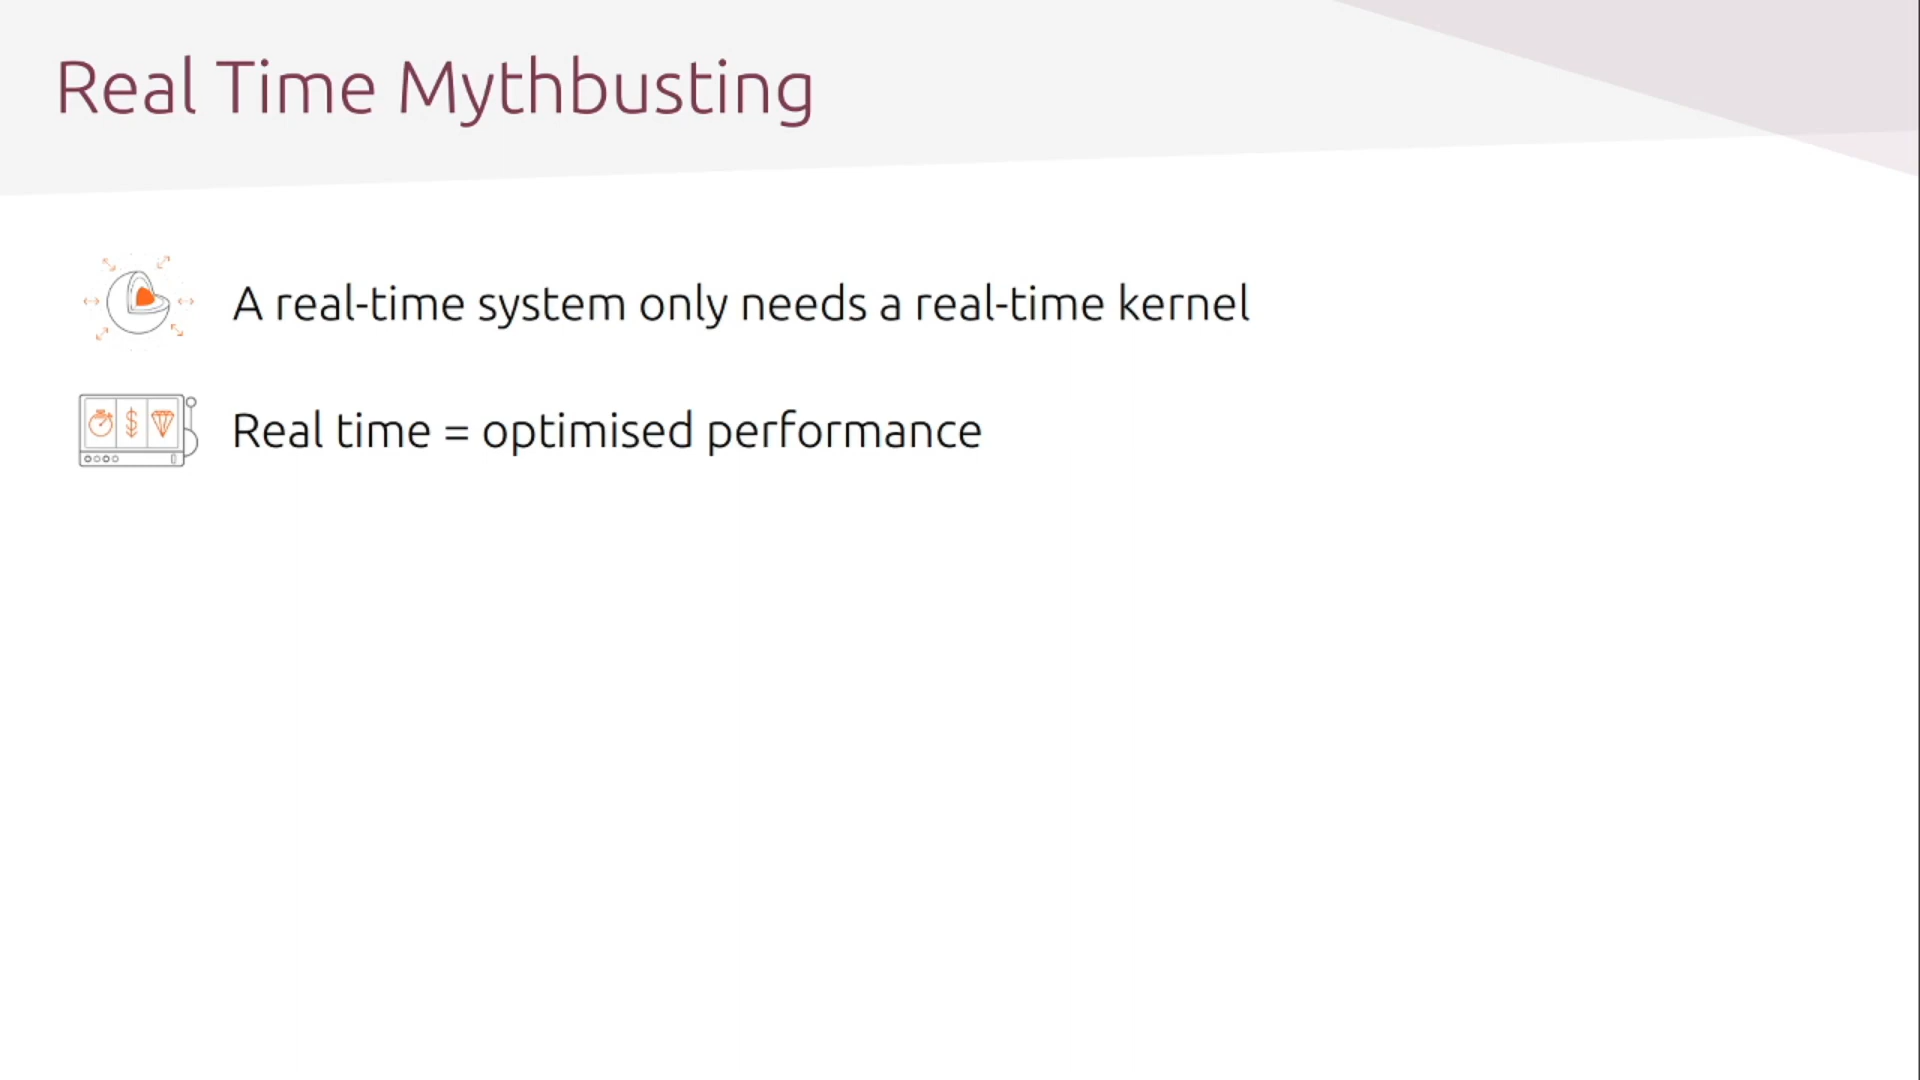 Real Time Mythbusting
A real-time system only needs a real-time kernel
Real time = optimised performance